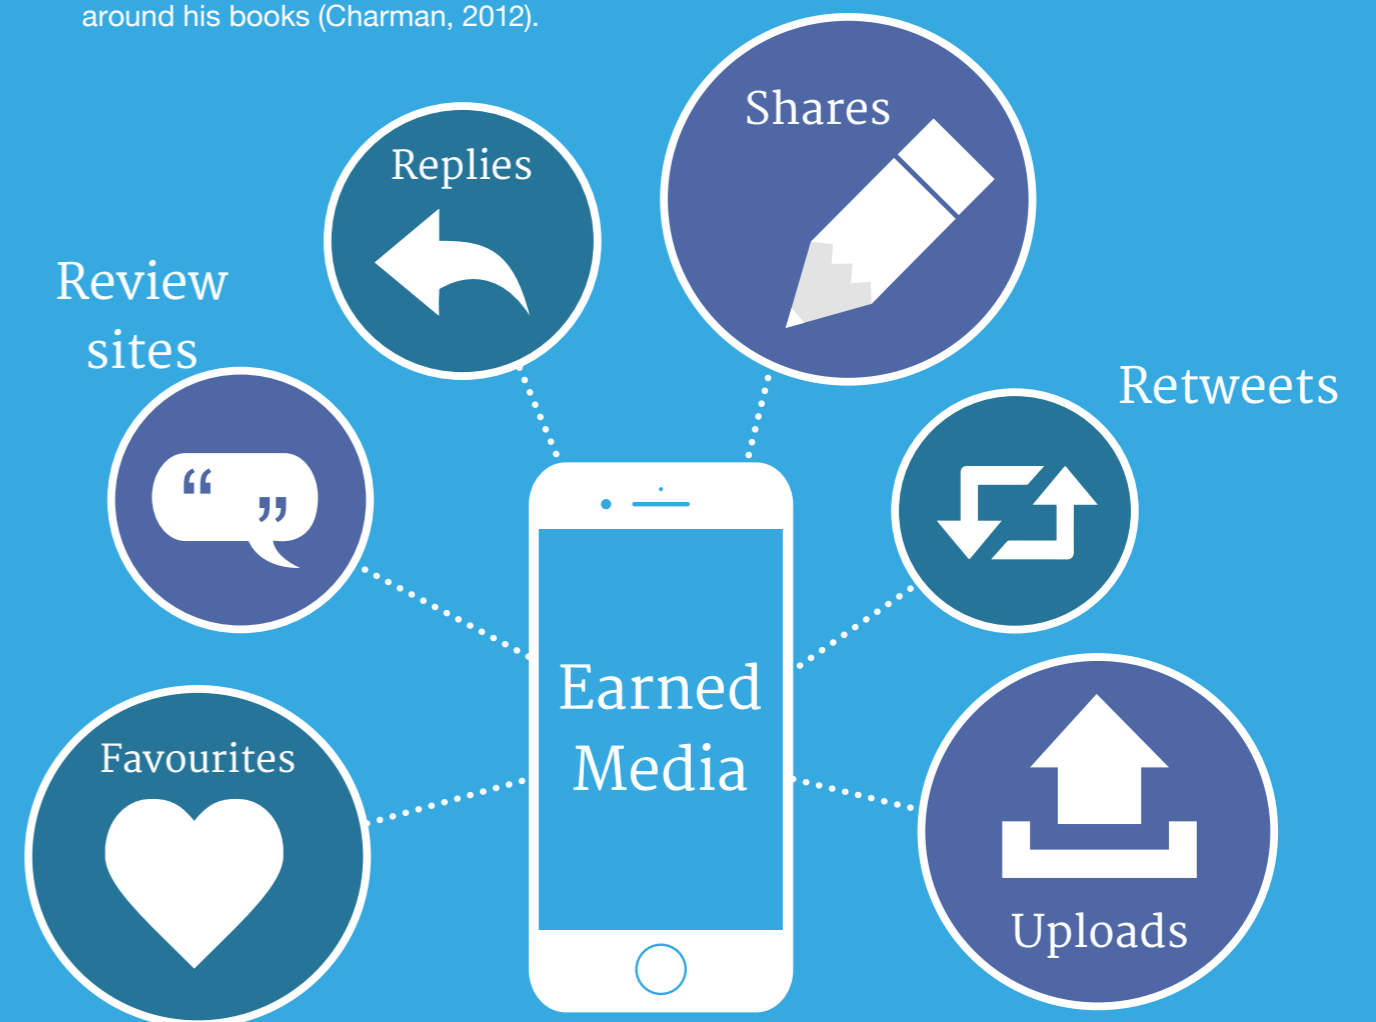 around his books (Charman, 2012).
Shares
Replies
Review
sites
Retweets
“ ”
Earned
Media
Favourites
Uploads